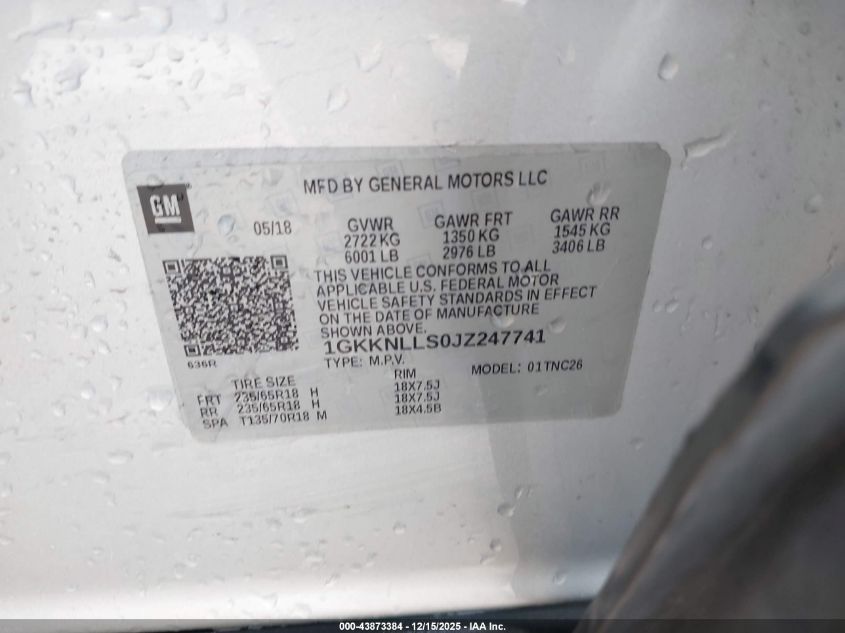 MFD BY GENERAL MOTORS LLC
GM
05/18
GVWR GAWR FRT GAWR RR
2722 KG 1350 KG 1545 KG
6001 LB 2976 LB 3406 LB
THIS VEHICLE CONFORMS TO ALL
APPLICABLE U.S. FEDERAL MOTOR
VEHICLE SAFETY STANDARDS IN EFFECT
ON THE DATE OF MANUFACTURE
SHOWN ABOVE.
1GKKNLLS0JZ247741
636R
TYPE: M.P.V. MODEL: 01TNC26
TIRE SIZE RIM
FRT 235/65R18 H 18X7.5J
RR 235/65R18 H 18X7.5J
SPA T135/70R18 M 18X4.5B
000-43873384 - 12/15/2025 - IAA Inc.